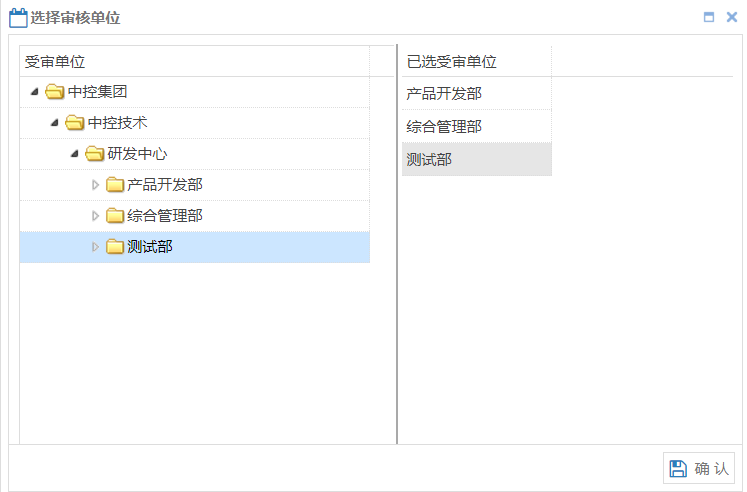 选择审核单位
受审单位
中控集团
中控技术
研发中心
产品开发部
综合管理部
测试部
已选受审单位
产品开发部
综合管理部
测试部
确 认